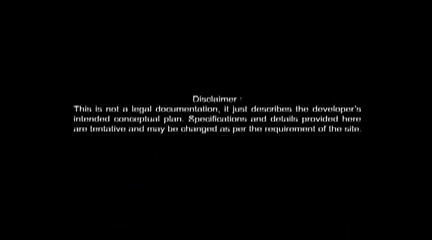 Disclaimer :
This is not a legal documentation, it just describes the developer's
intended conceptual plan. Specifications and details provided here
are tentative and may be changed as per the requirement of the site.